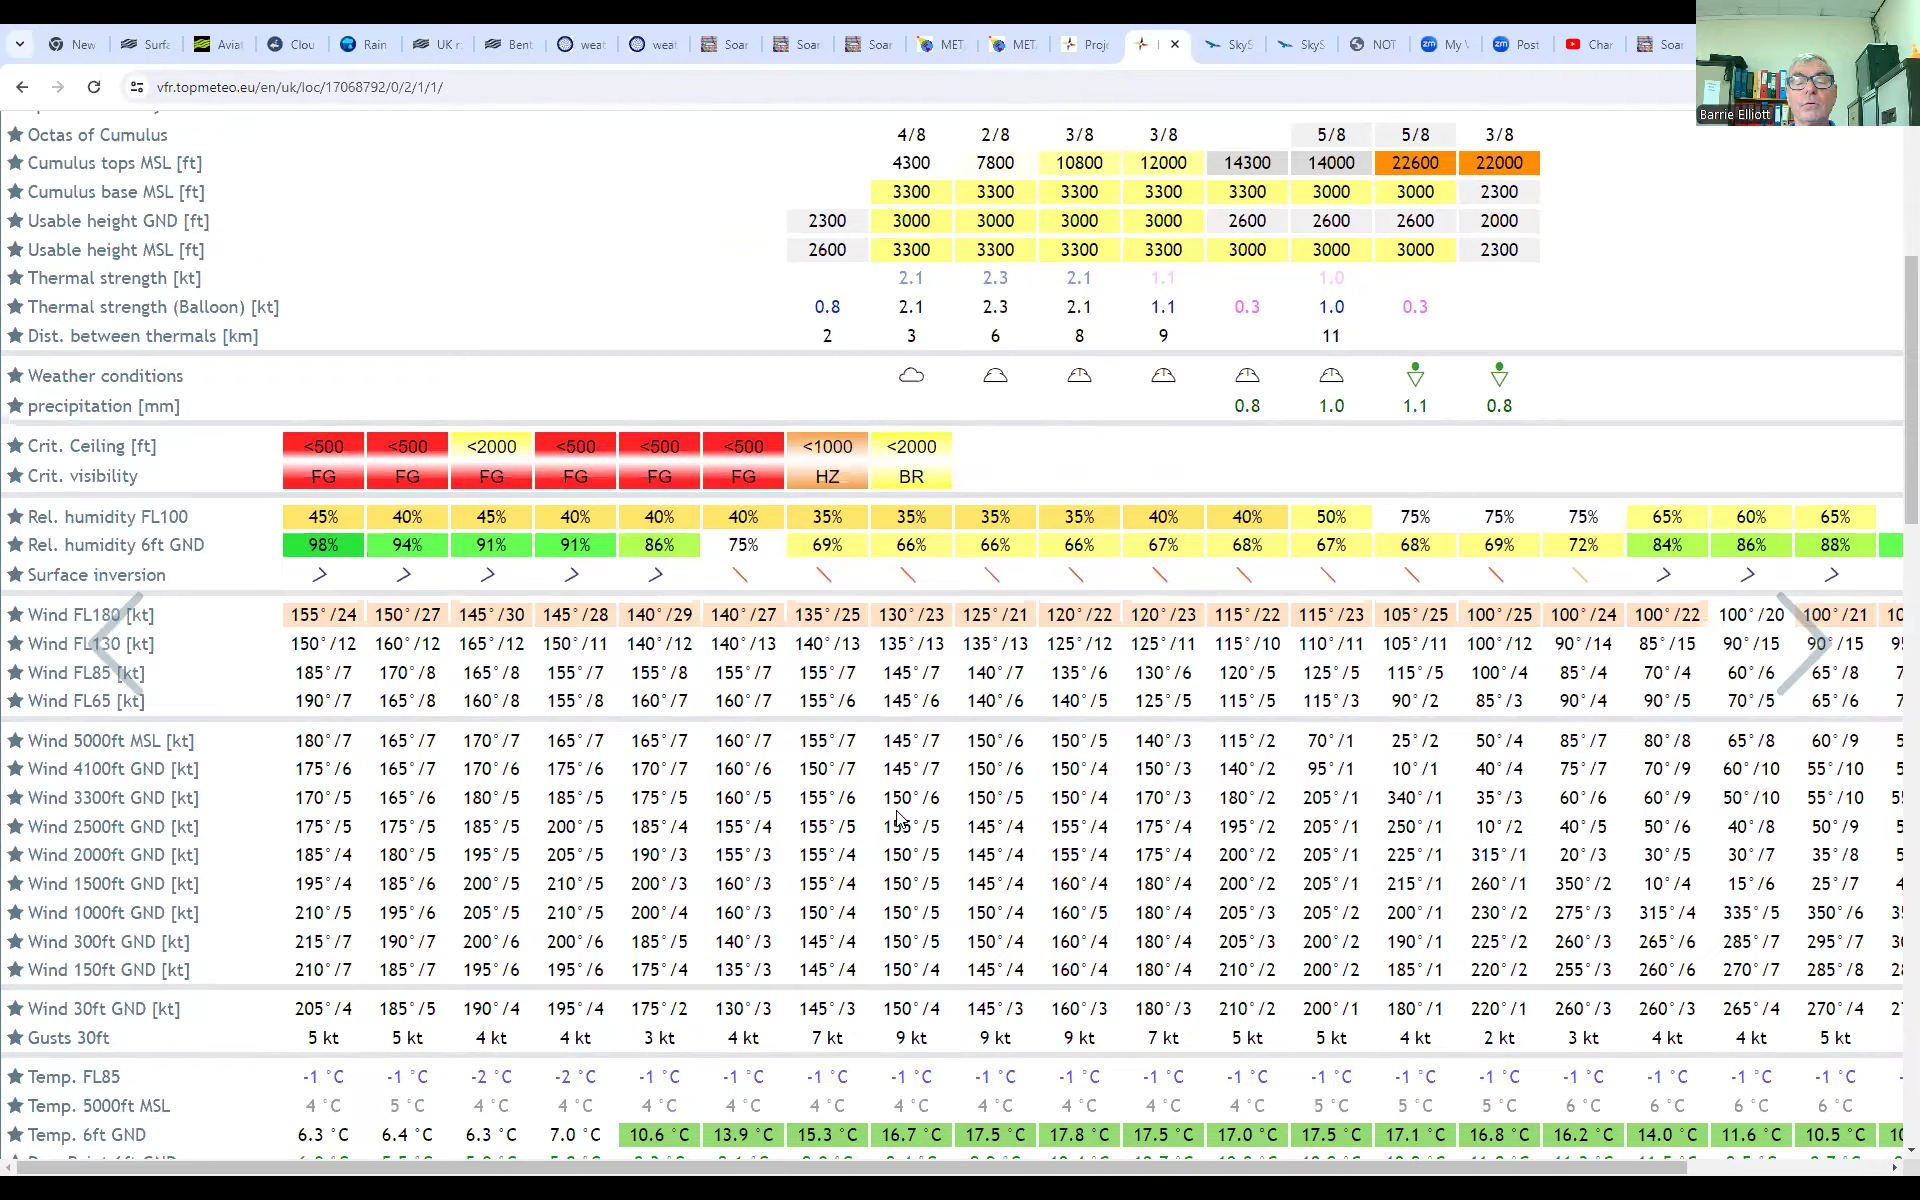 New
Surfa
Aviat
Clou
Rain
UK r
Bent
weat
weat
Soar
Soar
Soar
MET
MET
Proje
SkyS
SkyS
NOT
My
Post
Char
Soar
vfr.topmeteo.eu/en/uk/loc/17068792/0/2/1/1/
Barrie Elliott
Octas of Cumulus 4/8 2/8 3/8 3/8 5/8 5/8 3/8
Cumulus tops MSL [ft] 4300 7800 10800 12000 14300 14000 22600 22000
Cumulus base MSL [ft] 3300 3300 3300 3300 3300 3000 3000 2300
Usable height GND [ft] 2300 3000 3000 3000 3000 2600 2600 2600 2000
Usable height MSL [ft] 2600 3300 3300 3300 3300 3000 3000 3000 2300
Thermal strength [kt] 2.1 2.3 2.1 1.1 1.0
Thermal strength (Balloon) [kt] 0.8 2.1 2.3 2.1 1.1 0.3 1.0 0.3
Dist. between thermals [km] 2 3 6 8 9 11
Weather conditions
precipitation [mm] 0.8 1.0 1.1 0.8
Crit. Ceiling [ft] <500 <500 <2000 <500 <500 <500 <1000 <2000
Crit. visibility FG FG FG FG FG FG HZ BR
Rel. humidity FL100 45% 40% 45% 40% 40% 40% 35% 35% 35% 35% 40% 40% 50% 75% 75% 75% 65% 60% 65%
Rel. humidity 6ft GND 98% 94% 91% 91% 86% 75% 69% 66% 66% 66% 67% 68% 67% 68% 69% 72% 84% 86% 88%
Surface inversion
Wind FL180 [kt] 155°/24 150°/27 145°/30 145°/28 140°/29 140°/27 135°/25 130°/23 125°/21 120°/22 120°/23 115°/22 115°/23 105°/25 100°/25 100°/24 100°/22 100°/20 100°/21 10
Wind FL130 [kt] 150°/12 160°/12 165°/12 150°/11 140°/12 140°/13 140°/13 135°/13 135°/13 125°/12 125°/11 115°/10 110°/11 105°/11 100°/12 90°/14 85°/15 90°/15 90°/15 9
Wind FL85 [kt] 185°/7 170°/8 165°/8 155°/7 155°/8 155°/7 155°/7 145°/7 140°/7 135°/6 130°/6 120°/5 125°/5 115°/5 100°/4 85°/4 70°/4 60°/6 65°/8 7
Wind FL65 [kt] 190°/7 165°/8 160°/8 155°/8 160°/7 160°/7 155°/6 145°/6 140°/6 140°/5 125°/5 115°/5 115°/3 90°/2 85°/3 90°/4 90°/5 70°/5 65°/6 7
Wind 5000ft MSL [kt] 180°/7 165°/7 170°/7 165°/7 165°/7 160°/7 155°/7 145°/7 150°/6 150°/5 140°/3 115°/2 70°/1 25°/2 50°/4 85°/7 80°/8 65°/8 60°/9 5
Wind 4100ft GND [kt] 175°/6 165°/7 170°/6 175°/6 170°/7 160°/6 150°/7 145°/7 150°/6 150°/4 150°/3 140°/2 95°/1 10°/1 40°/4 75°/7 70°/9 60°/10 55°/10 5
Wind 3300ft GND [kt] 170°/5 165°/6 180°/5 185°/5 175°/5 160°/5 155°/6 150°/6 150°/5 150°/4 170°/3 180°/2 205°/1 340°/1 35°/3 60°/6 60°/9 50°/10 55°/10 5
Wind 2500ft GND [kt] 175°/5 175°/5 185°/5 200°/5 185°/4 155°/4 155°/5 /5 145°/4 155°/4 175°/4 195°/2 205°/1 250°/1 10°/2 40°/5 50°/6 40°/8 50°/9 5
Wind 2000ft GND [kt] 185°/4 180°/5 195°/5 205°/5 190°/3 155°/3 155°/4 150°/5 145°/4 155°/4 175°/4 200°/2 205°/1 225°/1 315°/1 20°/3 30°/5 30°/7 35°/8 5
Wind 1500ft GND [kt] 195°/4 185°/6 200°/5 210°/5 200°/3 160°/3 155°/4 150°/5 145°/4 160°/4 180°/4 200°/2 205°/1 215°/1 260°/1 350°/2 10°/4 15°/6 25°/7 4
Wind 1000ft GND [kt] 210°/5 195°/6 205°/5 210°/5 200°/4 160°/3 150°/4 150°/5 150°/4 160°/5 180°/4 205°/3 205°/2 200°/1 230°/2 275°/3 315°/4 335°/5 350°/6 3
Wind 300ft GND [kt] 215°/7 190°/7 200°/6 200°/6 185°/5 140°/3 145°/4 150°/5 150°/4 160°/4 180°/4 205°/3 200°/2 190°/1 225°/2 260°/3 265°/6 285°/7 295°/7 30
Wind 150ft GND [kt] 210°/7 185°/7 195°/6 195°/6 175°/4 135°/3 145°/4 150°/4 150°/4 160°/4 180°/4 210°/2 200°/2 185°/1 220°/2 255°/3 260°/6 270°/7 285°/8 28
Wind 30ft GND [kt] 205°/4 185°/5 190°/4 195°/4 175°/2 130°/3 145°/3 150°/4 145°/3 160°/3 180°/3 210°/2 200°/1 180°/1 220°/1 260°/3 260°/3 265°/4 270°/4 27
Gusts 30ft 5 kt 5 kt 4 kt 4 kt 3 kt 4 kt 7 kt 9 kt 9 kt 9 kt 7 kt 5 kt 5 kt 4 kt 2 kt 3 kt 4 kt 4 kt 5 kt
Temp. FL85 -1 °C -1 °C -2 °C -2 °C -1 °C -1 °C -1 °C -1 °C -1 °C -1 °C -1 °C -1 °C -1 °C -1 °C -1 °C -1 °C -1 °C -1 °C -1 °C
Temp. 5000ft MSL 4 °C 5 °C 4 °C 4 °C 4 °C 4 °C 4 °C 4 °C 4 °C 4 °C 4 °C 4 °C 5 °C 5 °C 5 °C 6 °C 6 °C 6 °C 6 °C
Temp. 6ft GND 6.3 °C 6.4 °C 6.3 °C 7.0 °C 10.6 °C 13.9 °C 15.3 °C 16.7 °C 17.5 °C 17.8 °C 17.5 °C 17.0 °C 17.5 °C 17.1 °C 16.8 °C 16.2 °C 14.0 °C 11.6 °C 10.5 °C 10